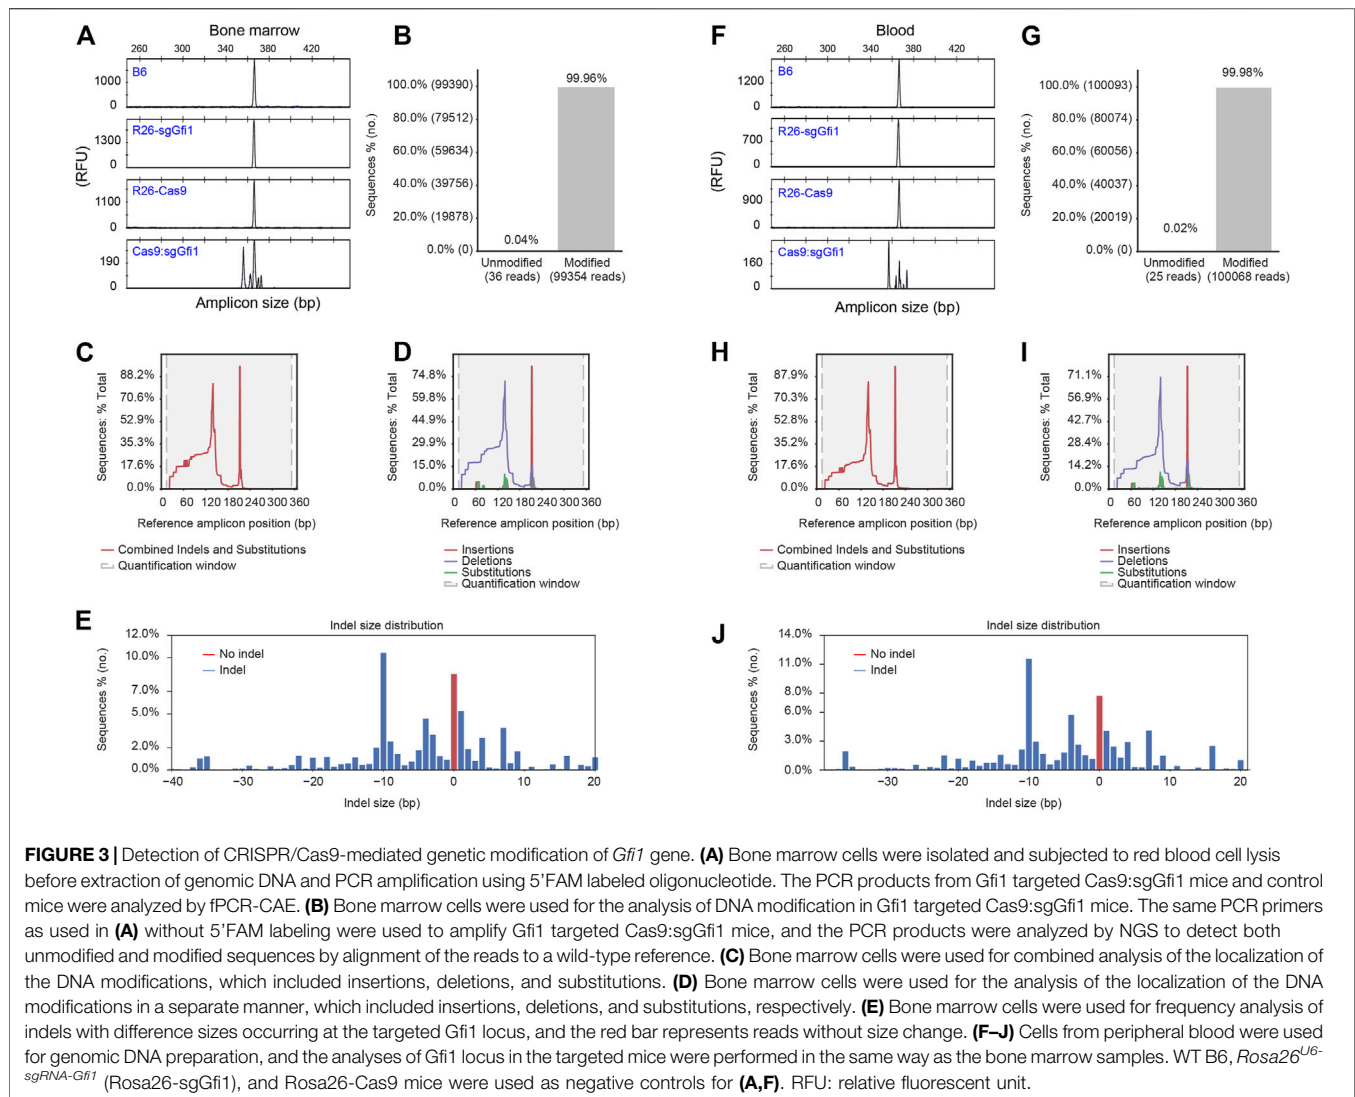 A
Bone marrow
260 300 340 380 420
B6
1000
0
R26-sgGfi1
1300
0
R26-Cas9
1100
0
Cas9:sgGfi1
190
0
(RFU)
Amplicon size (bp)
B
Sequences % (no.)
100.0% (99390)
80.0% (79512)
60.0% (59634)
40.0% (39756)
20.0% (19878)
0.0% (0)
99.96%
0.04%
Unmodified
(36 reads)
Modified
(99354 reads)
F
Blood
260 300 340 380 420
B6
1200
0
R26-sgGfi1
700
0
R26-Cas9
900
0
Cas9:sgGfi1
160
0
(RFU)
Amplicon size (bp)
G
Sequences % (no.)
100.0% (100093)
80.0% (80074)
60.0% (60056)
40.0% (40037)
20.0% (20019)
0.0% (0)
99.98%
0.02%
Unmodified
(25 reads)
Modified
(100068 reads)
C
Sequences: % Total
88.2%
70.6%
52.9%
35.3%
17.6%
0.0%
0 60 120 180 240 300 360
Reference amplicon position (bp)
Combined Indels and Substitutions
Quantification window
D
Sequences: % Total
74.8%
59.8%
44.9%
29.9%
15.0%
0.0%
0 60 120 180 240 300 360
Reference amplicon position (bp)
Insertions
Deletions
Substitutions
Quantification window
H
Sequences: % Total
87.9%
70.3%
52.7%
35.2%
17.6%
0.0%
0 60 120 180 240 300 360
Reference amplicon position (bp)
Combined Indels and Substitutions
Quantification window
I
Sequences: % Total
71.1%
56.9%
42.7%
28.4%
14.2%
0.0%
0 60 120 180 240 300 360
Reference amplicon position (bp)
Insertions
Deletions
Substitutions
Quantification window
E
Indel size distribution
Sequences % (no.)
12.0%
10.0%
7.0%
5.0%
2.0%
0.0%
No indel
Indel
−40 −30 −20 −10 0 10 20
Indel size (bp)
J
Indel size distribution
Sequences % (no.)
14.0%
11.0%
8.0%
6.0%
3.0%
0.0%
No indel
Indel
−30 −20 −10 0 10 20
Indel size (bp)
FIGURE 3 | Detection of CRISPR/Cas9-mediated genetic modification of Gfi1 gene. (A) Bone marrow cells were isolated and subjected to red blood cell lysis
before extraction of genomic DNA and PCR amplification using 5’FAM labeled oligonucleotide. The PCR products from Gfi1 targeted Cas9:sgGfi1 mice and control
mice were analyzed by fPCR-CAE. (B) Bone marrow cells were used for the analysis of DNA modification in Gfi1 targeted Cas9:sgGfi1 mice. The same PCR primers
as used in (A) without 5’FAM labeling were used to amplify Gfi1 targeted Cas9:sgGfi1 mice, and the PCR products were analyzed by NGS to detect both
unmodified and modified sequences by alignment of the reads to a wild-type reference. (C) Bone marrow cells were used for combined analysis of the localization of
the DNA modifications, which included insertions, deletions, and substitutions. (D) Bone marrow cells were used for the analysis of the localization of the DNA
modifications in a separate manner, which included insertions, deletions, and substitutions, respectively. (E) Bone marrow cells were used for frequency analysis of
indels with difference sizes occurring at the targeted Gfi1 locus, and the red bar represents reads without size change. (F–J) Cells from peripheral blood were used
for genomic DNA preparation, and the analyses of Gfi1 locus in the targeted mice were performed in the same way as the bone marrow samples. WT B6, Rosa26U6-
sgRNA-Gfi1 (Rosa26-sgGfi1), and Rosa26-Cas9 mice were used as negative controls for (A,F). RFU: relative fluorescent unit.